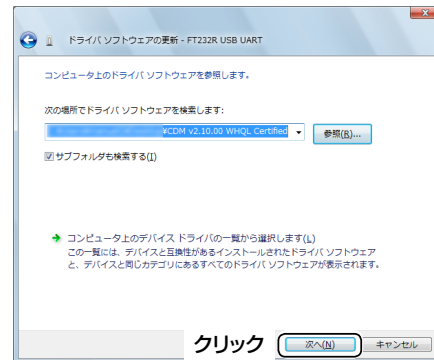 ドライバ ソフトウェアの更新 - FT232R USB UART
コンピュータ上のドライバ ソフトウェアを参照します。
次の場所でドライバ ソフトウェアを検索します:
¥CDM v2.10.00 WHQL Certified
参照(R)...
サブフォルダも検索する(I)
コンピュータ上のデバイス ドライバの一覧から選択します(L)
この一覧には、デバイスと互換性があるインストールされたドライバ ソフトウェア
と、デバイスと同じカテゴリにあるすべてのドライバ ソフトウェアが表示されます。
クリック
次へ(N)
キャンセル